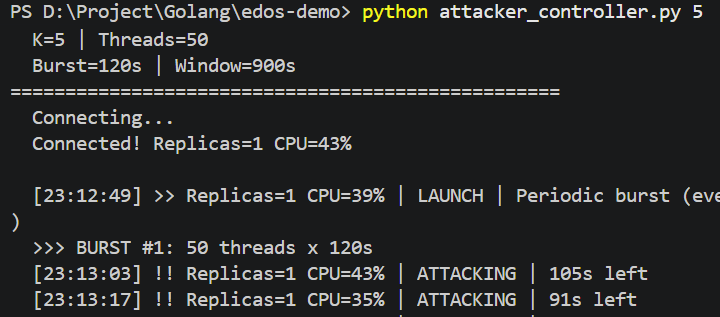 PS D:\Project\Golang\edos-demo> python attacker_controller.py 5
K=5 | Threads=50
Burst=120s | Window=900s
==================================================
Connecting...
Connected! Replicas=1 CPU=43%
[23:12:49] >> Replicas=1 CPU=39% | LAUNCH | Periodic burst (eve
)
>>> BURST #1: 50 threads x 120s
[23:13:03] !! Replicas=1 CPU=43% | ATTACKING | 105s left
[23:13:17] !! Replicas=1 CPU=35% | ATTACKING | 91s left